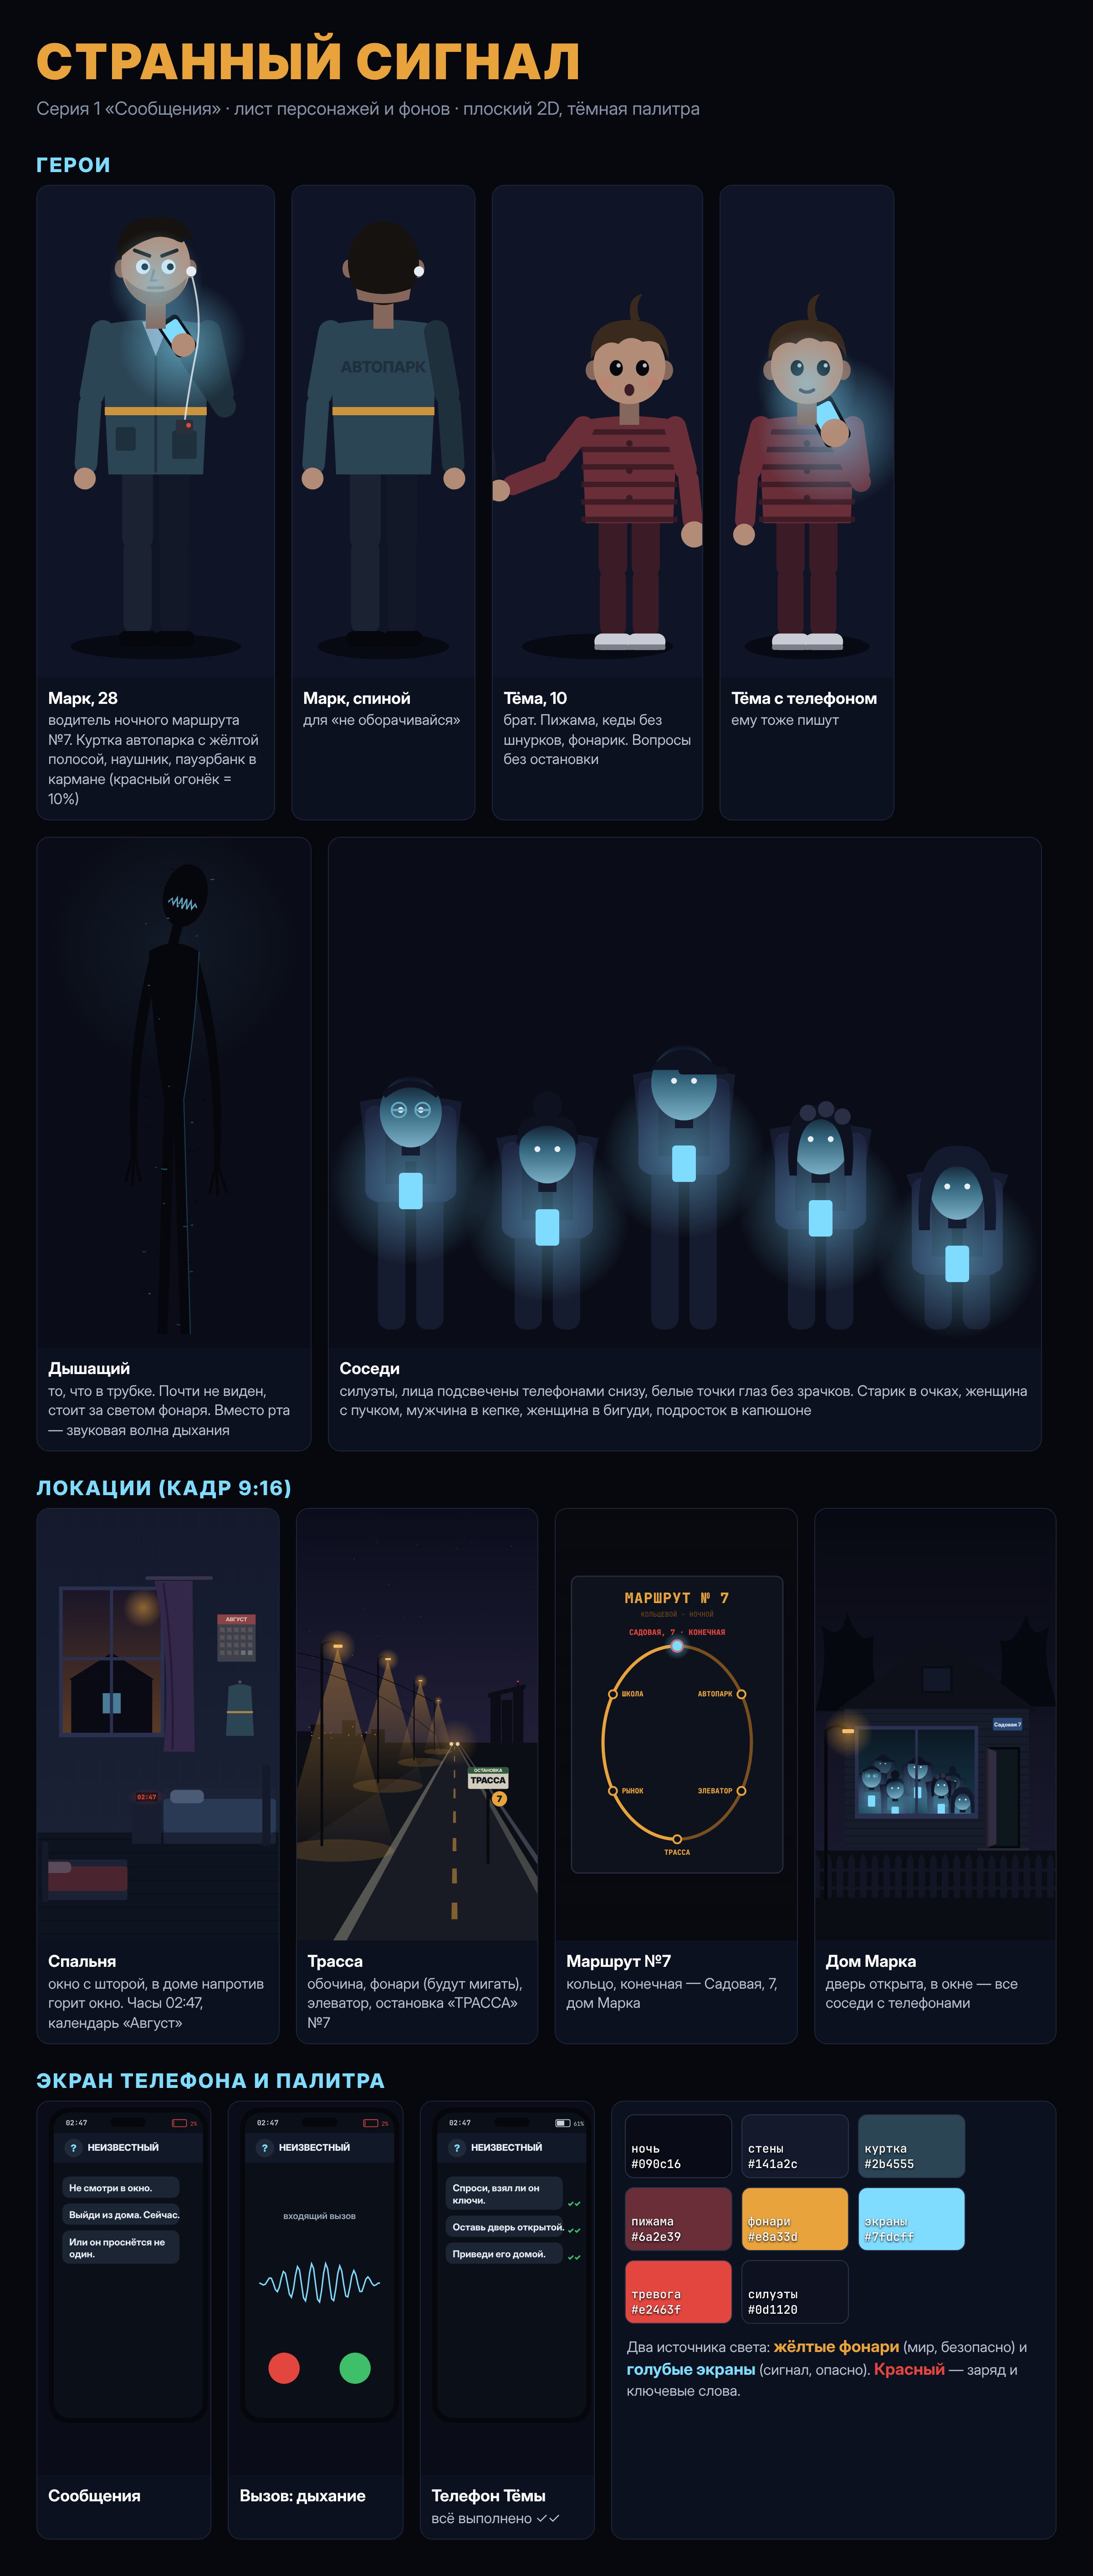 СТРАННЫЙ СИГНАЛ
Серия 1 «Сообщения» · лист персонажей и фонов · плоский 2D, тёмная палитра
ГЕРОИ
АВТОПАРК
Марк, 28
водитель ночного маршрута
№7. Куртка автопарка с жёлтой
полосой, наушник, пауэрбанк в
кармане (красный огонёк =
10%)
Марк, спиной
для «не оборачивайся»
Тёма, 10
брат. Пижама, кеды без
шнурков, фонарик. Вопросы
без остановки
Тёма с телефоном
ему тоже пишут
Дышащий
то, что в трубке. Почти не виден,
стоит за светом фонаря. Вместо рта
— звуковая волна дыхания
Соседи
силуэты, лица подсвечены телефонами снизу, белые точки глаз без зрачков. Старик в очках, женщина
с пучком, мужчина в кепке, женщина в бигуди, подросток в капюшоне
ЛОКАЦИИ (КАДР 9:16)
АВГУСТ
02:47
Спальня
окно с шторой, в доме напротив
горит окно. Часы 02:47,
календарь «Август»
ОСТАНОВКА
ТРАССА
7
Трасса
обочина, фонари (будут мигать),
элеватор, остановка «ТРАССА»
№7
МАРШРУТ № 7
КОЛЬЦЕВОЙ · НОЧНОЙ
САДОВАЯ, 7 · КОНЕЧНАЯ
ШКОЛА
АВТОПАРК
РЫНОК
ЭЛЕВАТОР
ТРАССА
Маршрут №7
кольцо, конечная — Садовая, 7,
дом Марка
Садовая 7
Дом Марка
дверь открыта, в окне — все
соседи с телефонами
ЭКРАН ТЕЛЕФОНА И ПАЛИТРА
02:47
2%
?
НЕИЗВЕСТНЫЙ
Не смотри в окно.
Выйди из дома. Сейчас.
Или он проснётся не
один.
Сообщения
02:47
2%
?
НЕИЗВЕСТНЫЙ
входящий вызов
Вызов: дыхание
02:47
61%
?
НЕИЗВЕСТНЫЙ
Спроси, взял ли он
ключи.
✓✓
Оставь дверь открытой.
✓✓
Приведи его домой.
✓✓
Телефон Тёмы
всё выполнено ✓✓
ночь
#090c16
стены
#141a2c
куртка
#2b4555
пижама
#6a2e39
фонари
#e8a33d
экраны
#7fdcff
тревога
#e2463f
силуэты
#0d1120
Два источника света: жёлтые фонари (мир, безопасно) и
голубые экраны (сигнал, опасно). Красный — заряд и
ключевые слова.